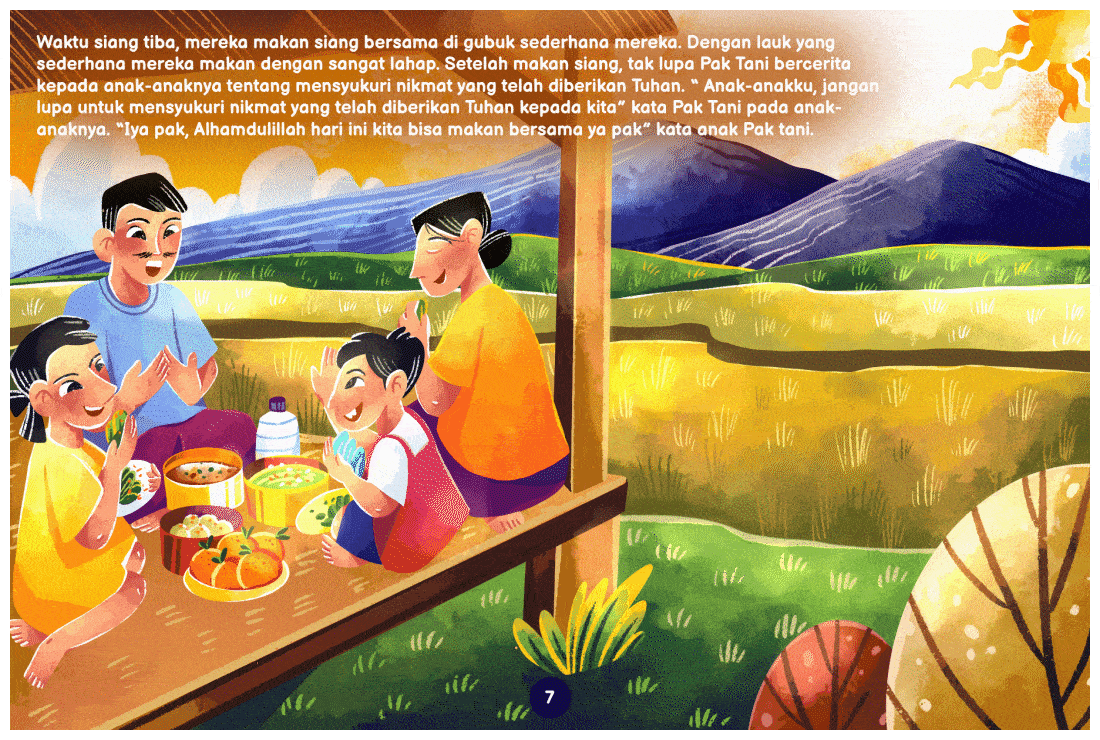 Waktu siang tiba, mereka makan siang bersama di gubuk sederhana mereka. Dengan lauk yang
sederhana mereka makan dengan sangat lahap. Setelah makan siang, tak lupa Pak Tani bercerita
kepada anak-anaknya tentang mensyukuri nikmat yang telah diberikan Tuhan. “ Anak-anakku, jangan
lupa untuk mensyukuri nikmat yang telah diberikan Tuhan kepada kita” kata Pak Tani pada anak-
anaknya. “Iya pak, Alhamdulillah hari ini kita bisa makan bersama ya pak” kata anak Pak tani.
7